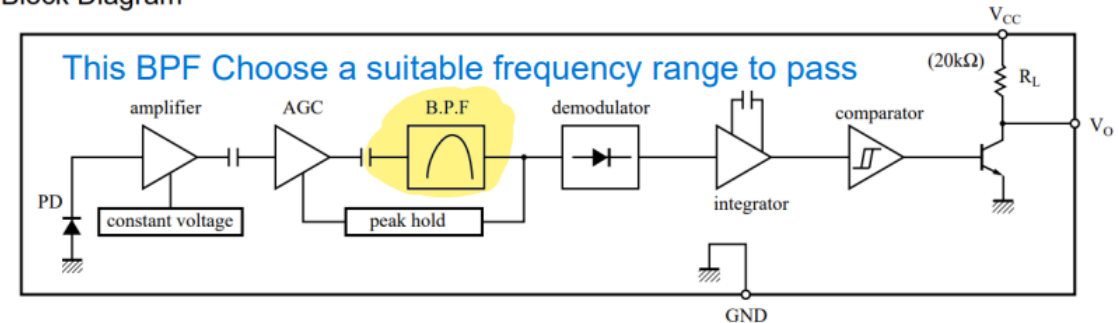 Block Diagram
This BPF Choose a suitable frequency range to pass
VCC
(20kΩ)
RL
amplifier
AGC
B.P.F
demodulator
comparator
VO
PD
constant voltage
peak hold
integrator
GND